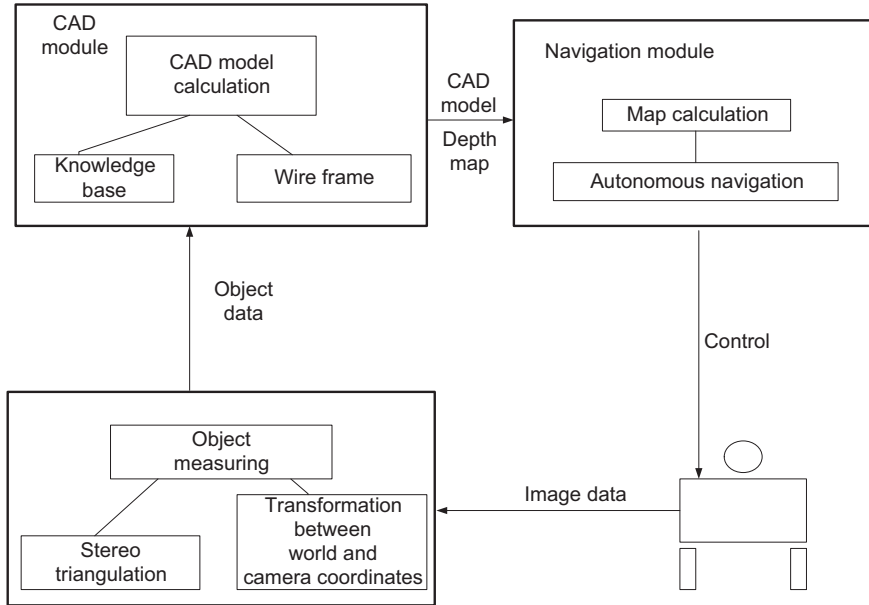 CAD
module
CAD model
calculation
Knowledge
base
Wire frame
CAD
model
Depth
map
Navigation module
Map calculation
Autonomous navigation
Object
data
Control
Object
measuring
Stereo
triangulation
Transformation
between
world and
camera coordinates
Image data